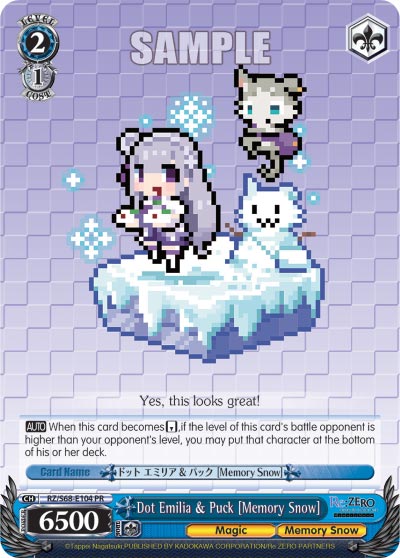 LEVEL
2
1
COST
SAMPLE
Yes, this looks great!
AUTO When this card becomes [▼], if the level of this card's battle opponent is
higher than your opponent's level, you may put that character at the bottom
of his or her deck.
Card Name ドット エミリア & パック [Memory Snow]
CH RZ/S68-E104 PR
POWER 6500 SOUL Dot Emilia & Puck [Memory Snow]
Re:ZERO
Magic Memory Snow
©Tappei Nagatsuki,PUBLISHED BY KADOKAWA CORPORATION/Re:ZERO PARTNERS